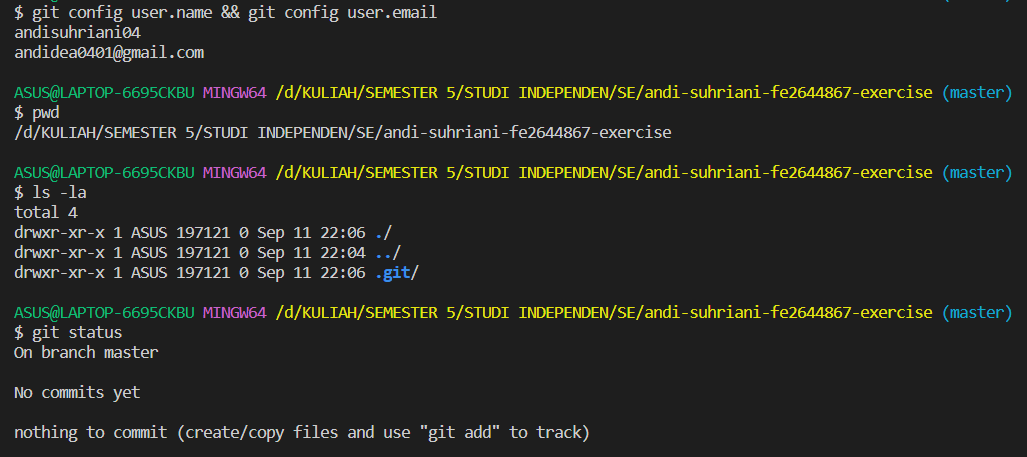 $ git config user.name && git config user.email
andisuhriani04
andidea0401@gmail.com
ASUS@LAPTOP-6695CKBU MINGW64 /d/KULIAH/SEMESTER 5/STUDI INDEPENDEN/SE/andi-suhriani-fe2644867-exercise (master)
$ pwd
/d/KULIAH/SEMESTER 5/STUDI INDEPENDEN/SE/andi-suhriani-fe2644867-exercise
ASUS@LAPTOP-6695CKBU MINGW64 /d/KULIAH/SEMESTER 5/STUDI INDEPENDEN/SE/andi-suhriani-fe2644867-exercise (master)
$ ls -la
total 4
drwxr-xr-x 1 ASUS 197121 0 Sep 11 22:06 ./
drwxr-xr-x 1 ASUS 197121 0 Sep 11 22:04 ../
drwxr-xr-x 1 ASUS 197121 0 Sep 11 22:06 .git/
ASUS@LAPTOP-6695CKBU MINGW64 /d/KULIAH/SEMESTER 5/STUDI INDEPENDEN/SE/andi-suhriani-fe2644867-exercise (master)
$ git status
On branch master
No commits yet
nothing to commit (create/copy files and use "git add" to track)